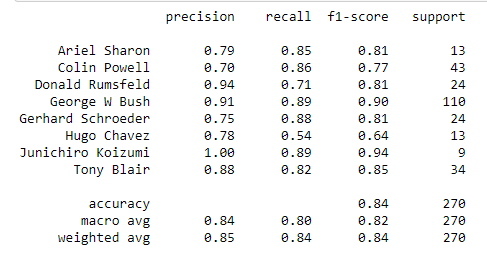 precision recall f1-score support
Ariel Sharon 0.79 0.85 0.81 13
Colin Powell 0.70 0.86 0.77 43
Donald Rumsfeld 0.94 0.71 0.81 24
George W Bush 0.91 0.89 0.90 110
Gerhard Schroeder 0.75 0.88 0.81 24
Hugo Chavez 0.78 0.54 0.64 13
Junichiro Koizumi 1.00 0.89 0.94 9
Tony Blair 0.88 0.82 0.85 34
accuracy 0.84 270
macro avg 0.84 0.80 0.82 270
weighted avg 0.85 0.84 0.84 270